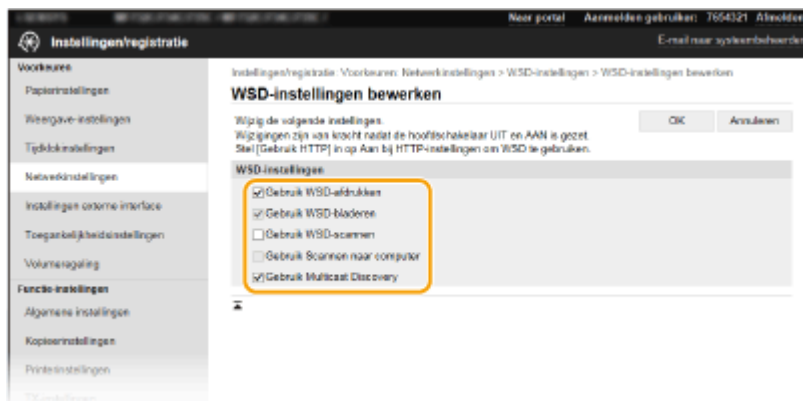 Naar portal Aanmelden gebruiker: 7654321 Afmelden
Instellingen/registratie
E-mail naar systeembeheerder
Voorkeuren
Papierinstellingen
Weergave-instellingen
Tijdklokinstellingen
Netwerkinstellingen
Instellingen externe interface
Toegankelijkheidsinstellingen
Volumeregeling
Functie-instellingen
Algemene instellingen
Kopieerinstellingen
Printerinstellingen
Instellingen/registratie: Voorkeuren: Netwerkinstellingen > WSD-instellingen > WSD-instellingen bewerken
WSD-instellingen bewerken
Wijzig de volgende instellingen.
Wijzigingen zijn van kracht nadat de hoofdschakelaar UIT en AAN is gezet.
Stel [Gebruik HTTP] in op Aan bij HTTP-instellingen om WSD te gebruiken.
OK Annuleren
WSD-instellingen
Gebruik WSD-afdrukken
Gebruik WSD-bladeren
Gebruik WSD-scannen
Gebruik Scannen naar computer
Gebruik Multicast Discovery